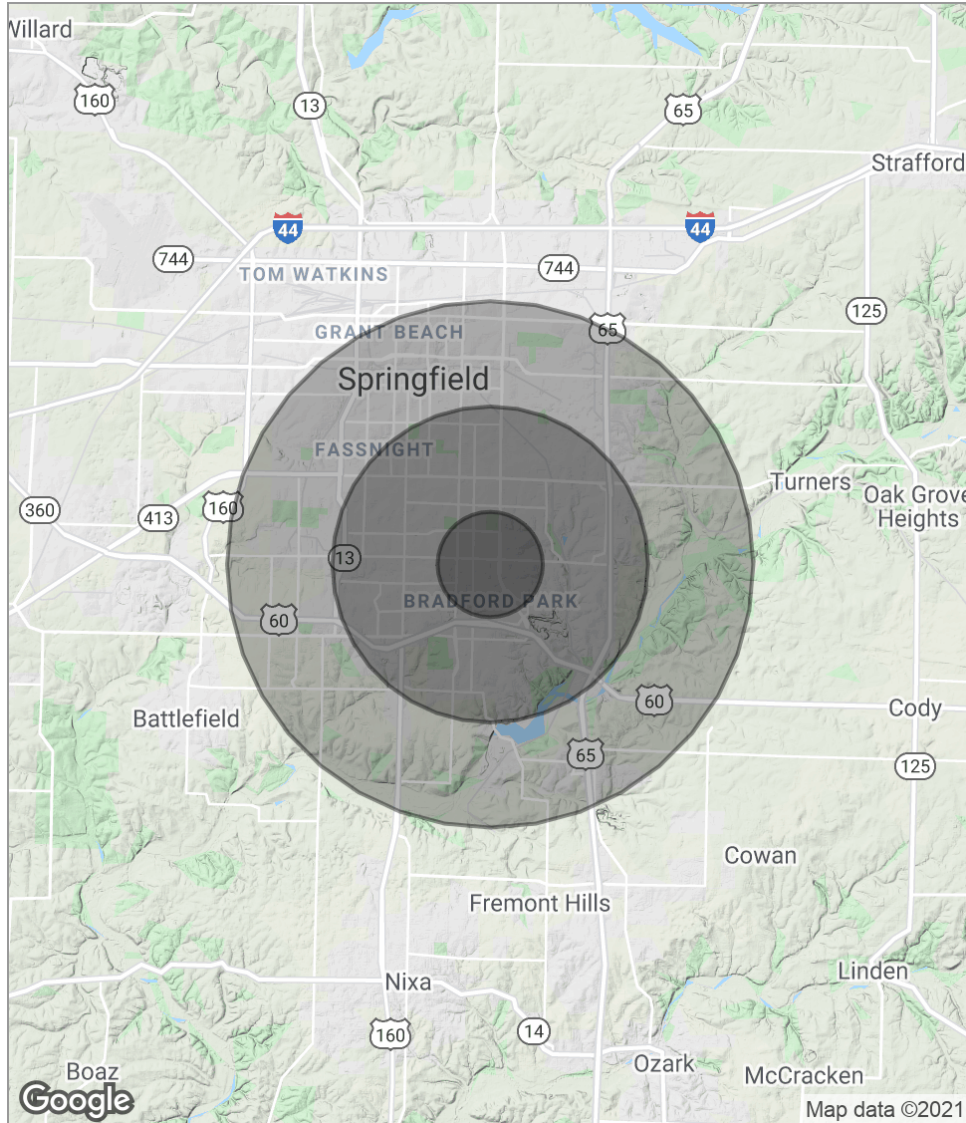 Willard
160
13
65
Strafford
44
44
744
744
TOM WATKINS
125
GRANT BEACH
65
Springfield
FASSNIGHT
Turners
160
360
413
Oak Grove
Heights
13
BRADFORD PARK
60
60
Battlefield
Cody
65
125
Cowan
Fremont Hills
Linden
Nixa
14
160
Ozark
Boaz
McCracken
Google
Map data ©2021